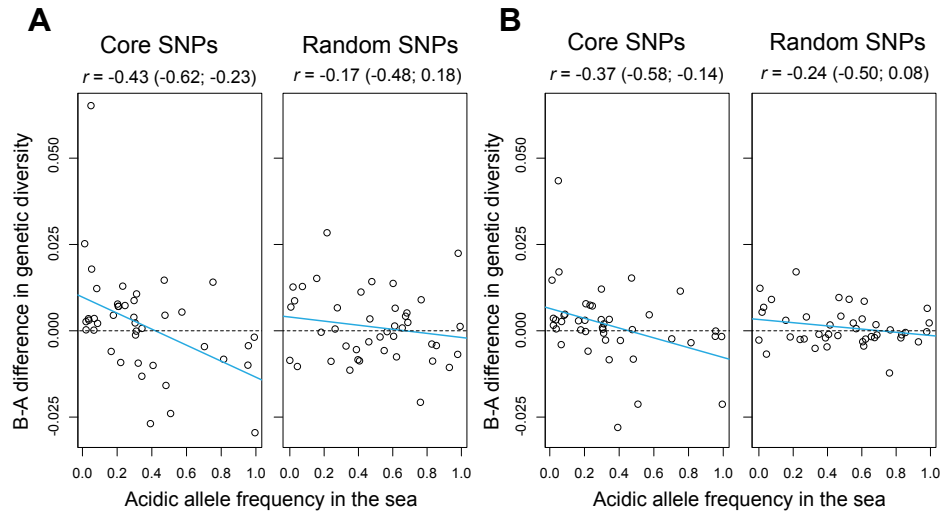 A
Core SNPs
r = -0.43 (-0.62; -0.23)
Random SNPs
r = -0.17 (-0.48; 0.18)
B-A difference in genetic diversity
0.050
0.025
0.000
-0.025
0.0 0.2 0.4 0.6 0.8 1.0
0.0 0.2 0.4 0.6 0.8 1.0
Acidic allele frequency in the sea
B
Core SNPs
r = -0.37 (-0.58; -0.14)
Random SNPs
r = -0.24 (-0.50; 0.08)
B-A difference in genetic diversity
0.050
0.025
0.000
-0.025
0.0 0.2 0.4 0.6 0.8 1.0
0.0 0.2 0.4 0.6 0.8 1.0
Acidic allele frequency in the sea